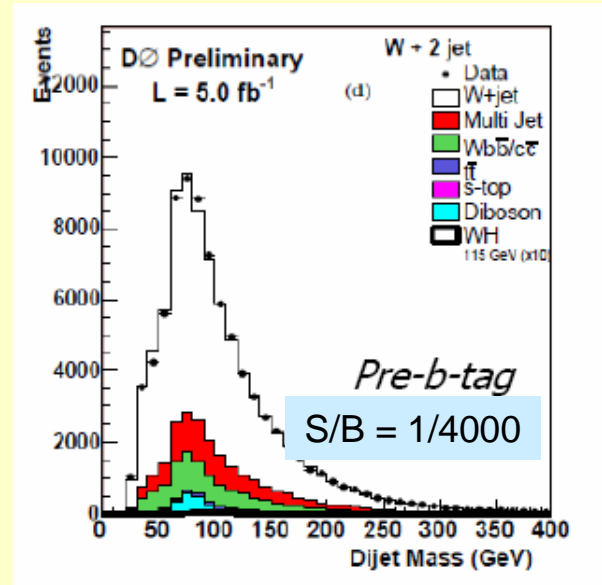 DØ Preliminary
L = 5.0 fb⁻¹
(d)
W + 2 jet
Data
W+jet
Multi Jet
Wbb̅/cc̅
tt̅
s-top
Diboson
WH
115 GeV (x10)
Events
12000
10000
8000
6000
4000
2000
0
Pre-b-tag
S/B = 1/4000
0 50 100 150 200 250 300 350 400
Dijet Mass (GeV)